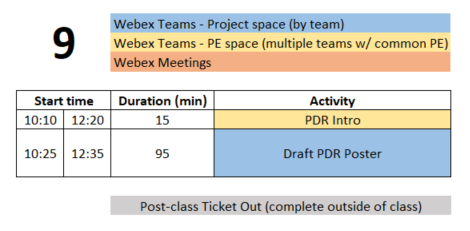 9
Webex Teams - Project space (by team)
Webex Teams - PE space (multiple teams w/ common PE)
Webex Meetings
Start time Duration (min) Activity
10:10 12:20 15 PDR Intro
10:25 12:35 95 Draft PDR Poster
Post-class Ticket Out (complete outside of class)